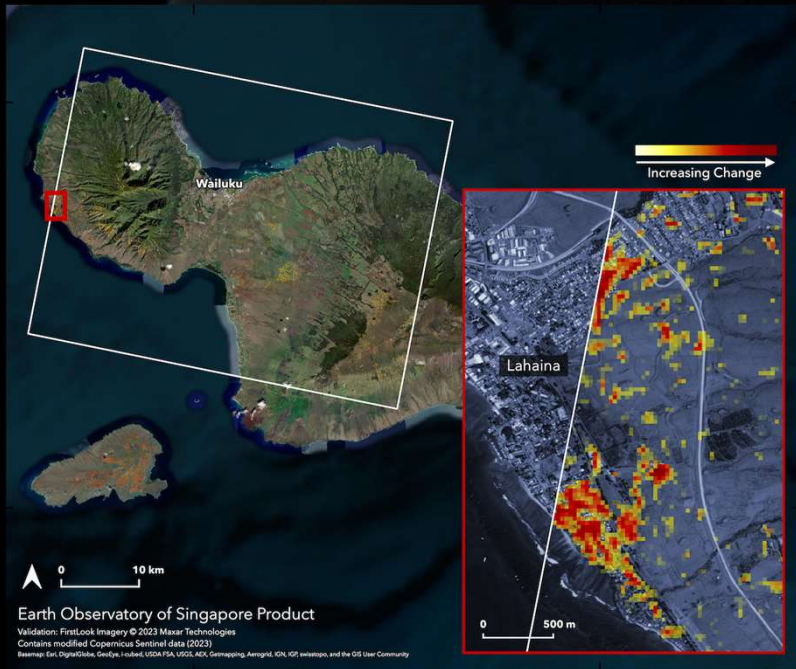 Wailuku
Increasing Change
Lahaina
0 10 km
0 500 m
Earth Observatory of Singapore Product
Validation: FirstLook Imagery © 2023 Maxar Technologies
Contains modified Copernicus Sentinel data (2023)
Basemap: Esri, DigitalGlobe, GeoEye, i-cubed, USDA FSA, USGS, AEX, Getmapping, Aerogrid, IGN, IGP, swisstopo, and the GIS User Community